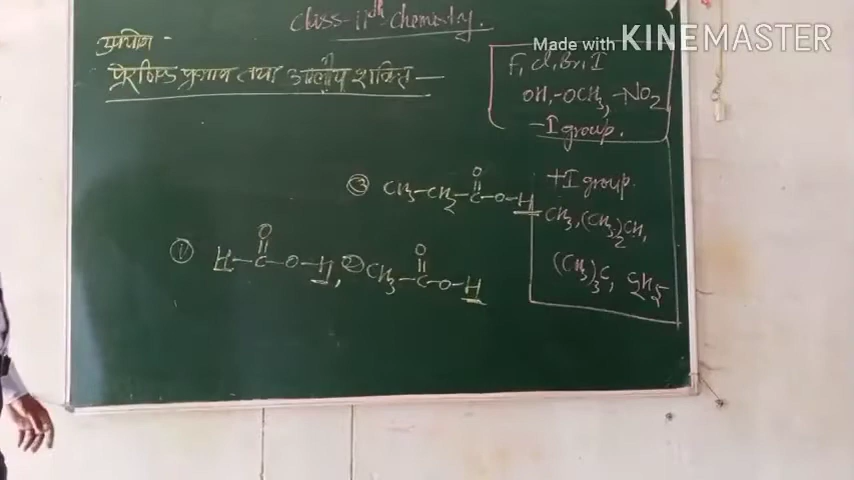 class-11th-chemistry.
Made with KINEMASTER
उपयोग -
प्रेरणिक प्रभाव तथा अम्लीय शक्ति —
F, Cl, Br, I
OH, -OCH3, -NO2
-I group.
+I group.
CH3, (CH3)2CH,
(CH3)3C, C2H5
③ CH3-CH2-C-O-H
O
① H-C-O-H,
O
② CH3-C-O-H
O